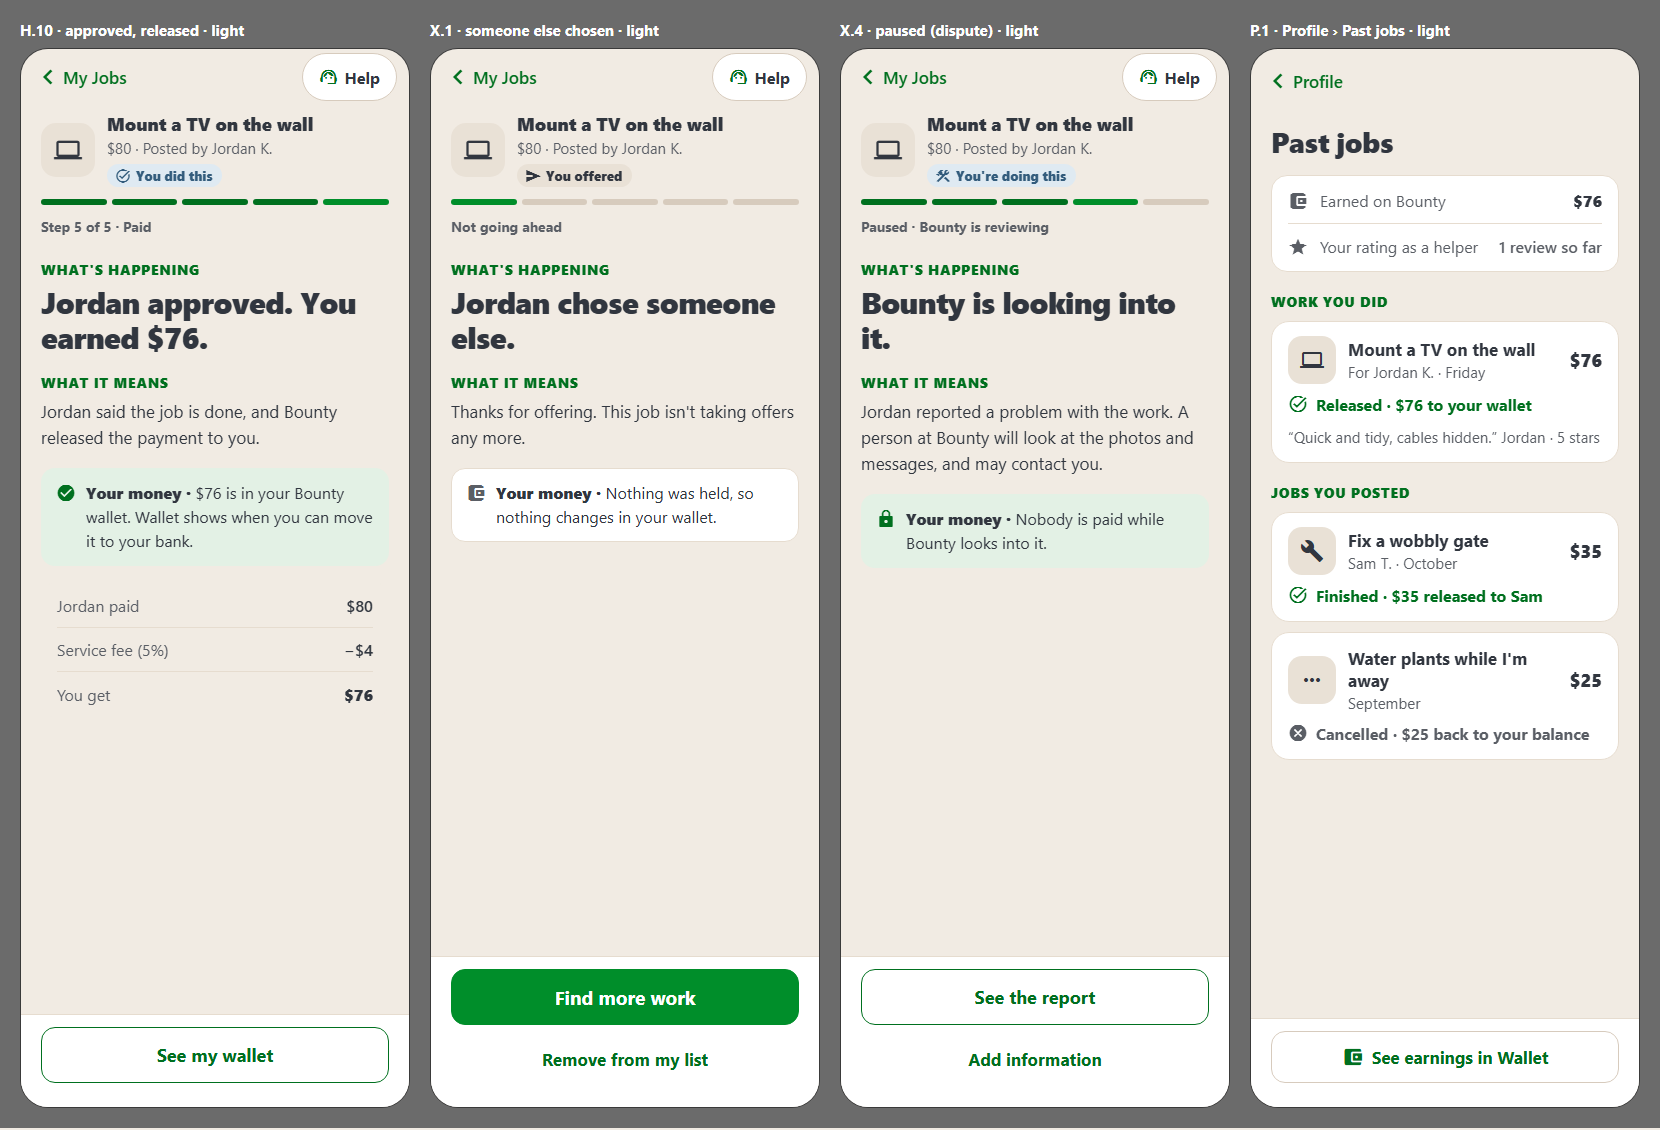 H.10 · approved, released · light
My Jobs
Help
Mount a TV on the wall
$80 · Posted by Jordan K.
You did this
Step 5 of 5 · Paid
WHAT'S HAPPENING
Jordan approved. You
earned $76.
WHAT IT MEANS
Jordan said the job is done, and Bounty
released the payment to you.
Your money · $76 is in your Bounty
wallet. Wallet shows when you can move
it to your bank.
Jordan paid $80
Service fee (5%) −$4
You get $76
See my wallet
X.1 · someone else chosen · light
My Jobs
Help
Mount a TV on the wall
$80 · Posted by Jordan K.
You offered
Not going ahead
WHAT'S HAPPENING
Jordan chose someone
else.
WHAT IT MEANS
Thanks for offering. This job isn't taking offers
any more.
Your money · Nothing was held, so
nothing changes in your wallet.
Find more work
Remove from my list
X.4 · paused (dispute) · light
My Jobs
Help
Mount a TV on the wall
$80 · Posted by Jordan K.
You're doing this
Paused · Bounty is reviewing
WHAT'S HAPPENING
Bounty is looking into
it.
WHAT IT MEANS
Jordan reported a problem with the work. A
person at Bounty will look at the photos and
messages, and may contact you.
Your money · Nobody is paid while
Bounty looks into it.
See the report
Add information
P.1 · Profile › Past jobs · light
Profile
Past jobs
Earned on Bounty $76
Your rating as a helper 1 review so far
WORK YOU DID
Mount a TV on the wall $76
For Jordan K. · Friday
Released · $76 to your wallet
“Quick and tidy, cables hidden.” Jordan · 5 stars
JOBS YOU POSTED
Fix a wobbly gate $35
Sam T. · October
Finished · $35 released to Sam
Water plants while I'm
away $25
September
Cancelled · $25 back to your balance
See earnings in Wallet